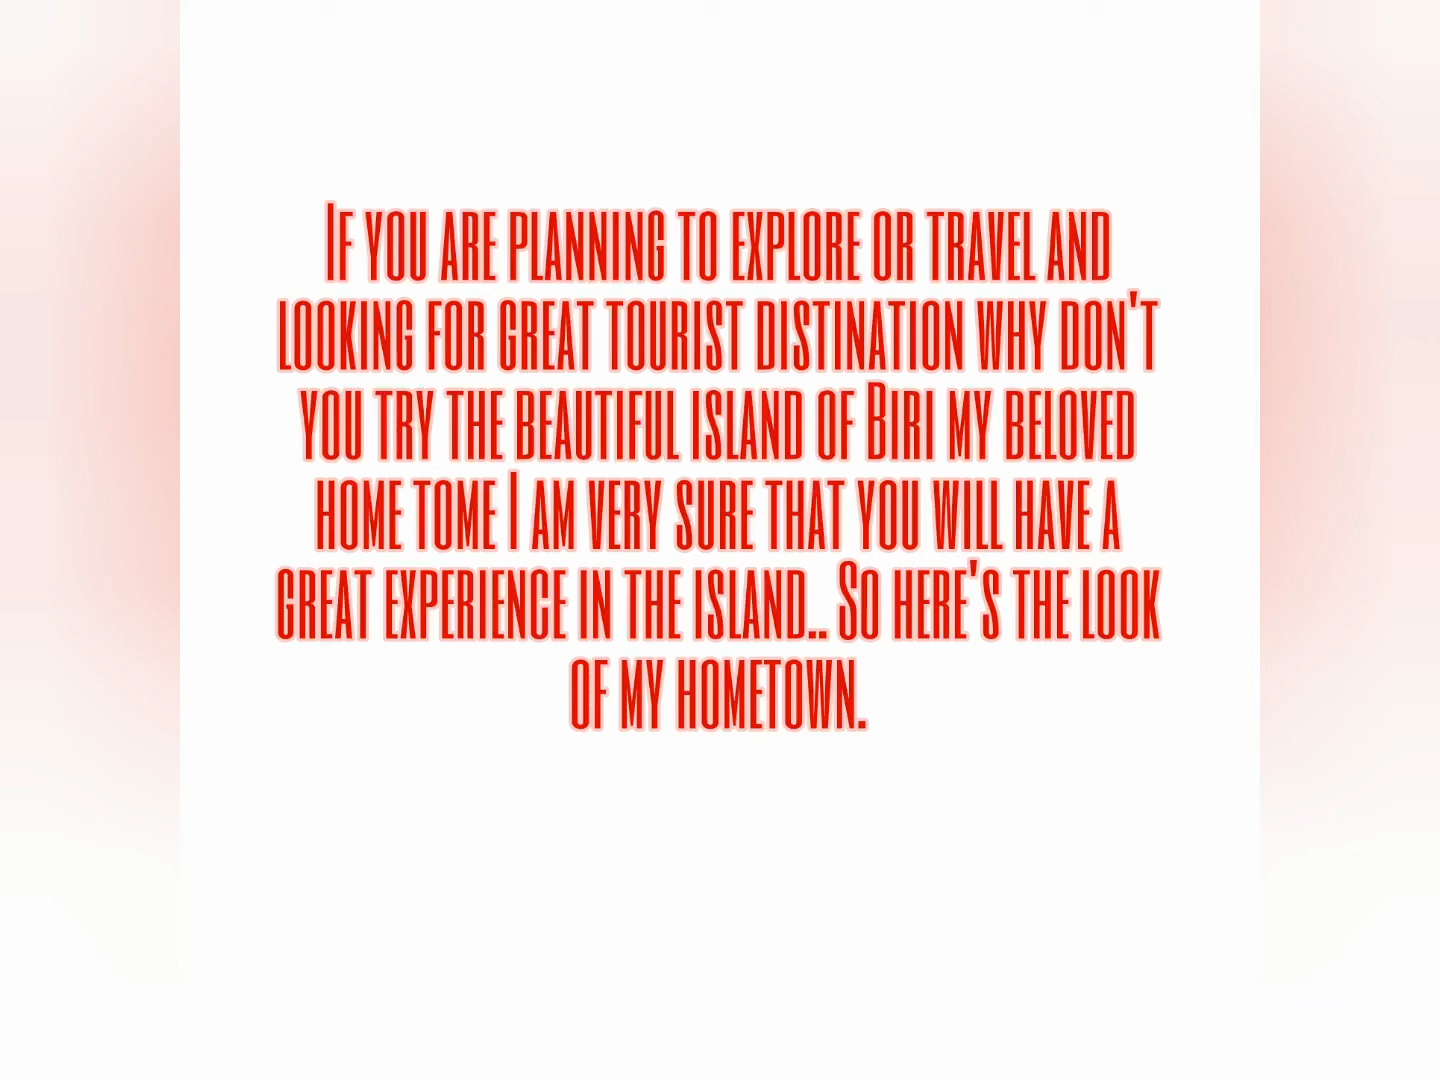 If you are planning to explore or travel and
looking for great tourist distination why don't
you try the beautiful island of Biri my beloved
home tome I am very sure that you will have a
great experience in the island.. So here's the look
of my hometown.